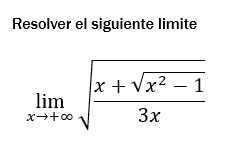 Resolver el siguiente limite
lim x→+∞ √((x + √(x² − 1)) / 3x)